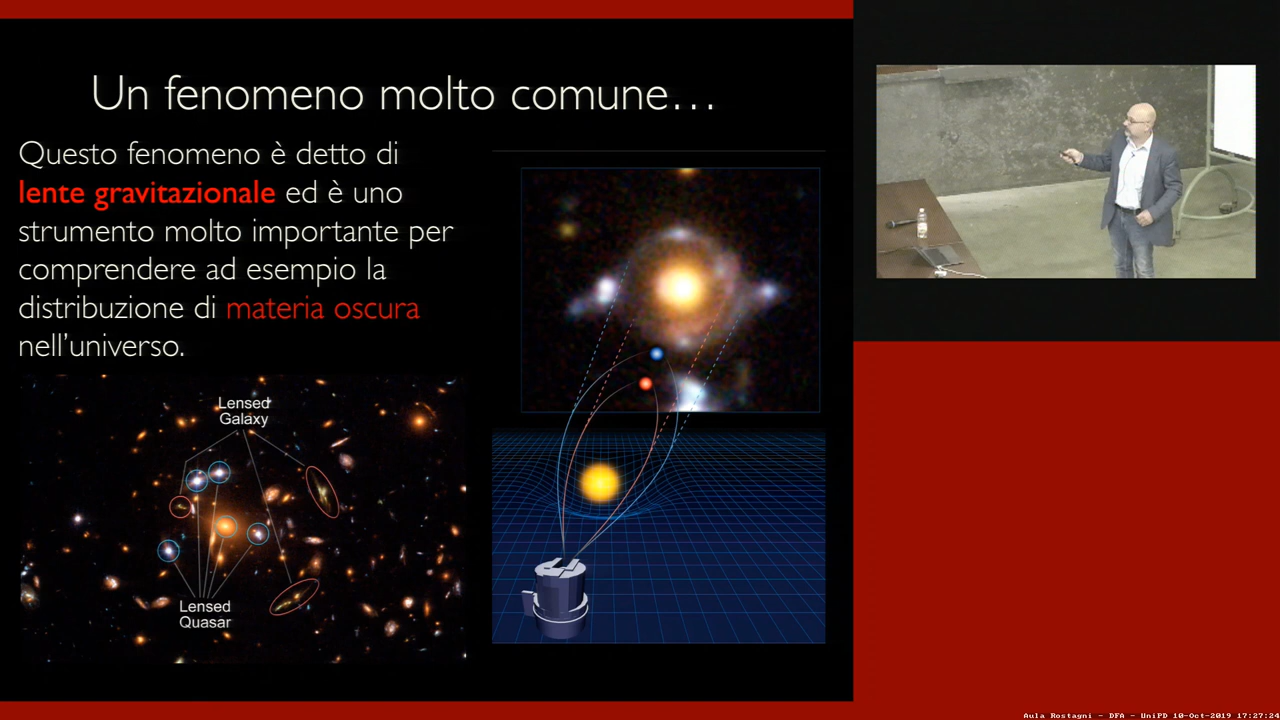 Un fenomeno molto comune…
Questo fenomeno è detto di
lente gravitazionale ed è uno
strumento molto importante per
comprendere ad esempio la
distribuzione di materia oscura
nell'universo.
Lensed
Galaxy
Lensed
Quasar
Aula Rostagni - DFA - UniPD 10-Oct-2019 17:27:24